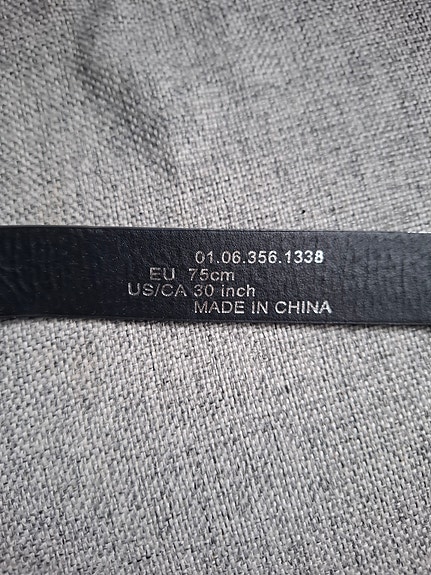 01.06.356.1338
EU 75cm
US/CA 30 inch
MADE IN CHINA